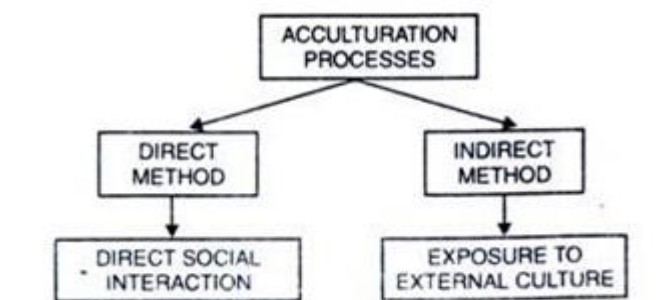 ACCULTURATION
PROCESSES
DIRECT
METHOD
INDIRECT
METHOD
DIRECT SOCIAL
INTERACTION
EXPOSURE TO
EXTERNAL CULTURE